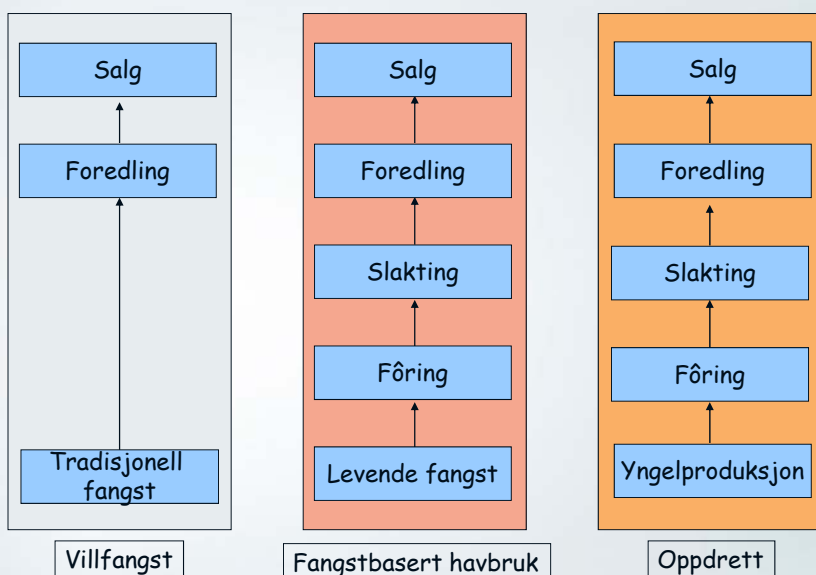 Salg
Foredling
Tradisjonell
fangst
Villfangst
Salg
Foredling
Slakting
Fôring
Levende fangst
Fangstbasert havbruk
Salg
Foredling
Slakting
Fôring
Yngelproduksjon
Oppdrett